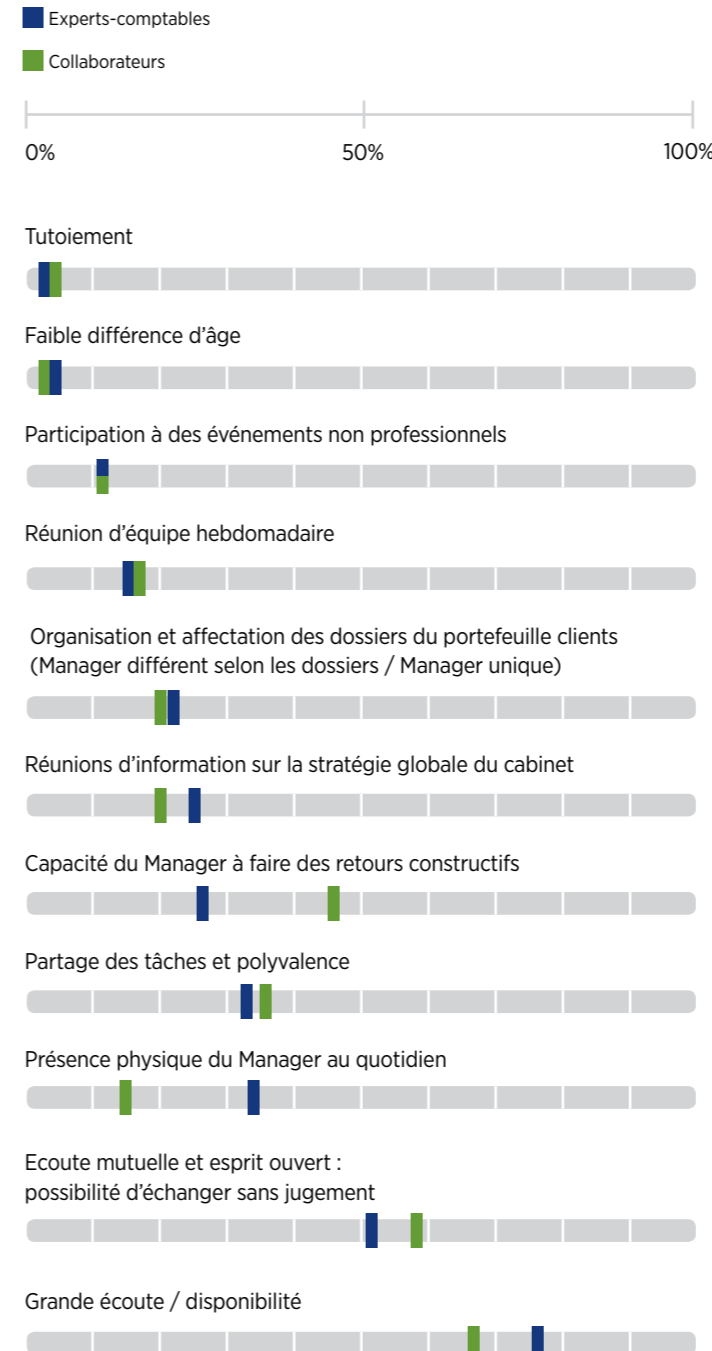 Experts-comptables
Collaborateurs
0% 50% 100%
Tutoiement
Faible différence d'âge
Participation à des événements non professionnels
Réunion d'équipe hebdomadaire
Organisation et affectation des dossiers du portefeuille clients
(Manager différent selon les dossiers / Manager unique)
Réunions d'information sur la stratégie globale du cabinet
Capacité du Manager à faire des retours constructifs
Partage des tâches et polyvalence
Présence physique du Manager au quotidien
Ecoute mutuelle et esprit ouvert :
possibilité d'échanger sans jugement
Grande écoute / disponibilité